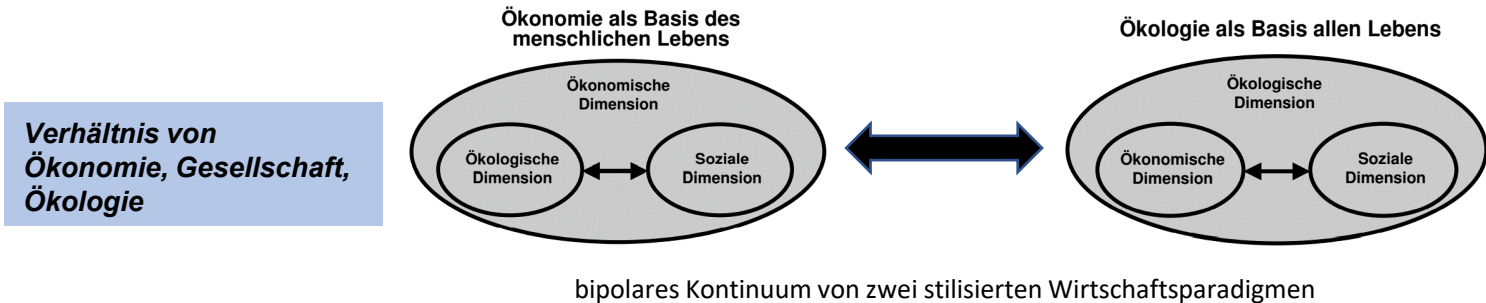 Verhältnis von
Ökonomie, Gesellschaft,
Ökologie
Ökonomie als Basis des
menschlichen Lebens
Ökonomische
Dimension
Ökologische
Dimension
Soziale
Dimension
Ökologie als Basis allen Lebens
Ökologische
Dimension
Ökonomische
Dimension
Soziale
Dimension
bipolares Kontinuum von zwei stilisierten Wirtschaftsparadigmen